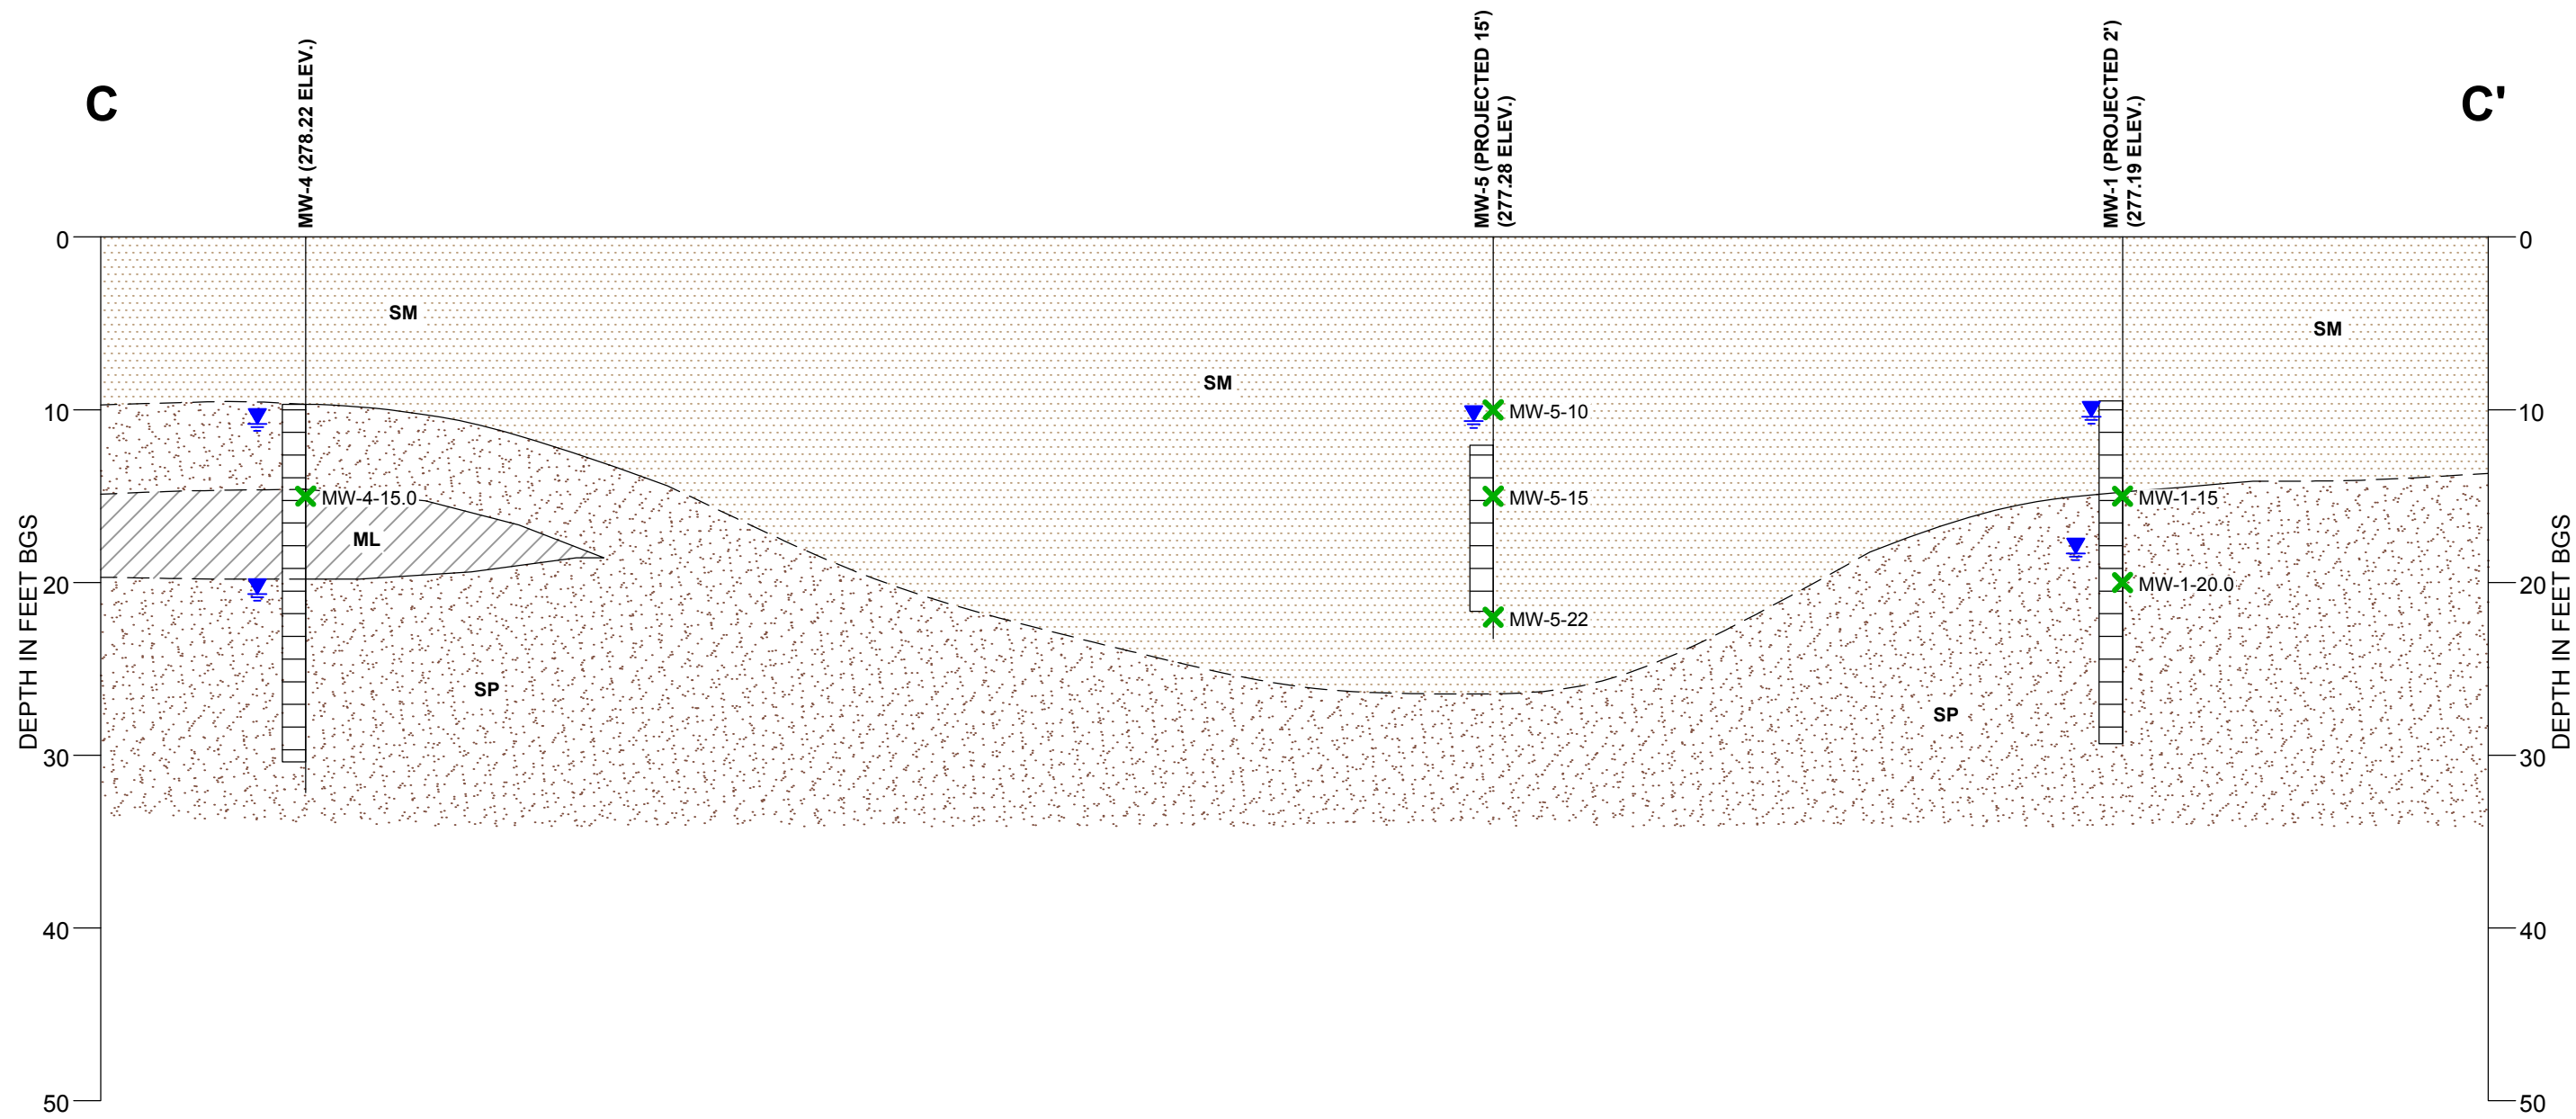 C
C'
MW-4 (278.22 ELEV.)
MW-5 (PROJECTED 15')
(277.28 ELEV.)
MW-1 (PROJECTED 2')
(277.19 ELEV.)
0
0
SM
SM
SM
10
10
MW-5-10
MW-4-15.0
MW-5-15
MW-1-15
ML
20
20
MW-1-20.0
MW-5-22
SP
SP
30
30
40
40
50
50
DEPTH IN FEET BGS
DEPTH IN FEET BGS